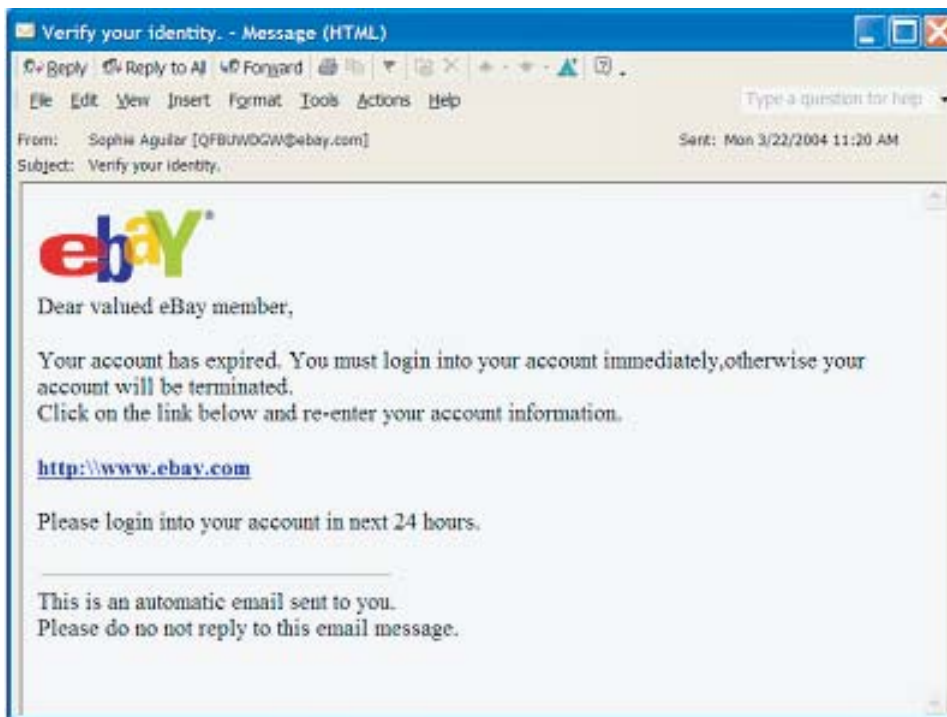 Verify your identity. - Message (HTML)
Reply Reply to All Forward
File Edit View Insert Format Tools Actions Help Type a question for help
From: Sophie Aguilar [QFBUWDGW@ebay.com] Sent: Mon 3/22/2004 11:20 AM
Subject: Verify your identity.
ebaY®
Dear valued eBay member,
Your account has expired. You must login into your account immediately,otherwise your
account will be terminated.
Click on the link below and re-enter your account information.
http:\\www.ebay.com
Please login into your account in next 24 hours.
This is an automatic email sent to you.
Please do no not reply to this email message.